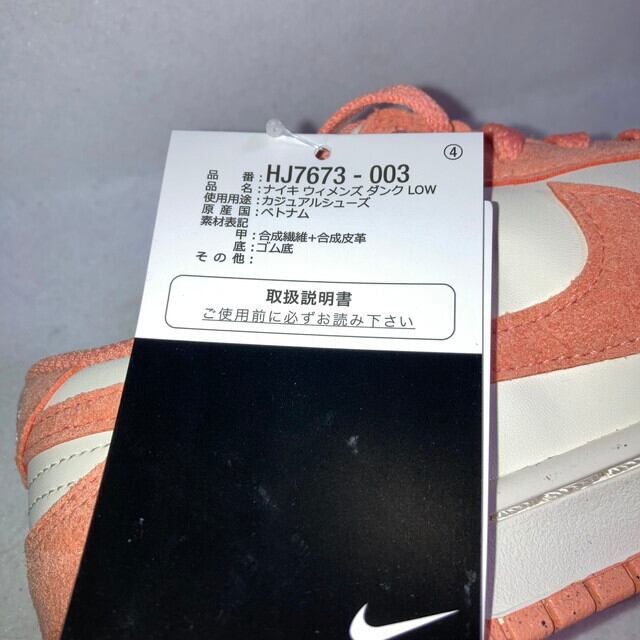 ④
品番:HJ7673-003
品名:ナイキ ウィメンズ ダンク LOW
使用用途:カジュアルシューズ
原産国:ベトナム
素材表記
甲:合成繊維+合成皮革
底:ゴム底
その他:
取扱説明書
ご使用前に必ずお読み下さい